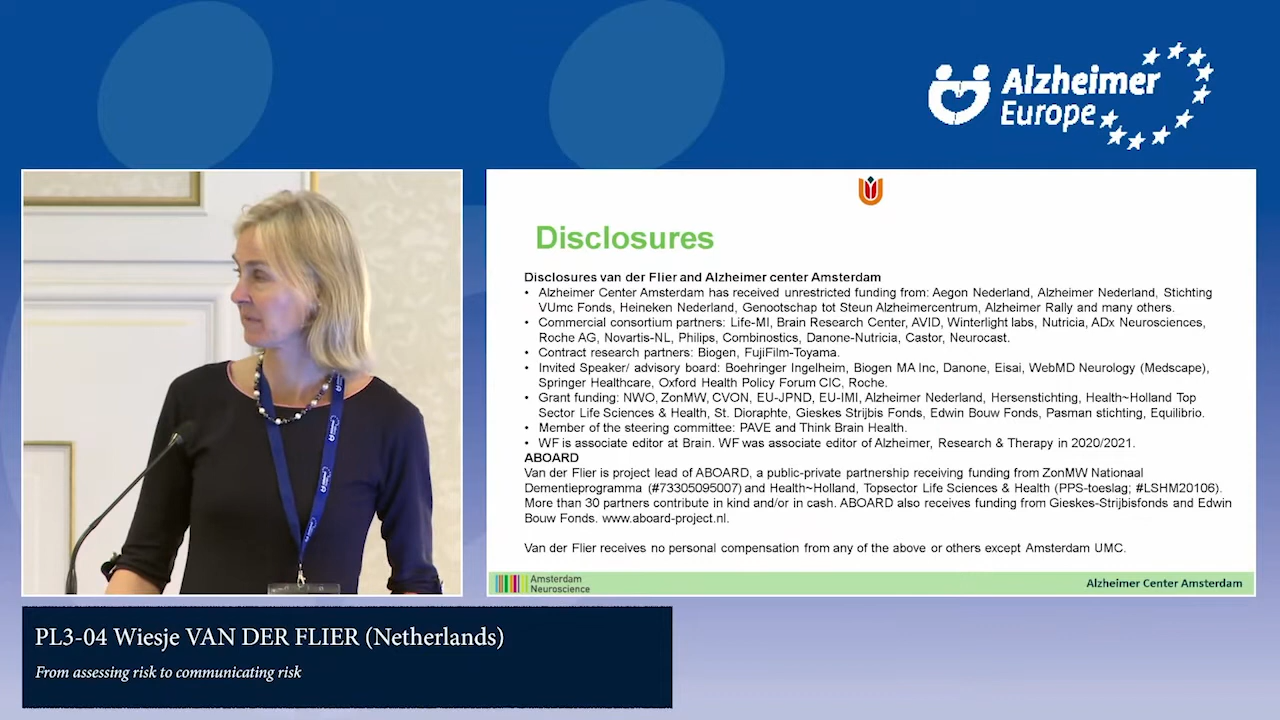 Alzheimer
Europe
Disclosures
Disclosures van der Flier and Alzheimer center Amsterdam
• Alzheimer Center Amsterdam has received unrestricted funding from: Aegon Nederland, Alzheimer Nederland, Stichting
VUmc Fonds, Heineken Nederland, Genootschap tot Steun Alzheimercentrum, Alzheimer Rally and many others.
• Commercial consortium partners: Life-MI, Brain Research Center, AVID, Winterlight labs, Nutricia, ADx Neurosciences,
Roche AG, Novartis-NL, Philips, Combinostics, Danone-Nutricia, Castor, Neurocast.
• Contract research partners: Biogen, FujiFilm-Toyama.
• Invited Speaker/ advisory board: Boehringer Ingelheim, Biogen MA Inc, Danone, Eisai, WebMD Neurology (Medscape),
Springer Healthcare, Oxford Health Policy Forum CIC, Roche.
• Grant funding: NWO, ZonMW, CVON, EU-JPND, EU-IMI, Alzheimer Nederland, Hersenstichting, Health~Holland Top
Sector Life Sciences & Health, St. Dioraphte, Gieskes Strijbis Fonds, Edwin Bouw Fonds, Pasman stichting, Equilibrio.
• Member of the steering committee: PAVE and Think Brain Health.
• WF is associate editor at Brain. WF was associate editor of Alzheimer, Research & Therapy in 2020/2021.
ABOARD
Van der Flier is project lead of ABOARD, a public-private partnership receiving funding from ZonMW Nationaal
Dementieprogramma (#73305095007) and Health~Holland, Topsector Life Sciences & Health (PPS-toeslag; #LSHM20106).
More than 30 partners contribute in kind and/or in cash. ABOARD also receives funding from Gieskes-Strijbisfonds and Edwin
Bouw Fonds. www.aboard-project.nl.
Van der Flier receives no personal compensation from any of the above or others except Amsterdam UMC.
Amsterdam
Neuroscience
Alzheimer Center Amsterdam
PL3-04 Wiesje VAN DER FLIER (Netherlands)
From assessing risk to communicating risk